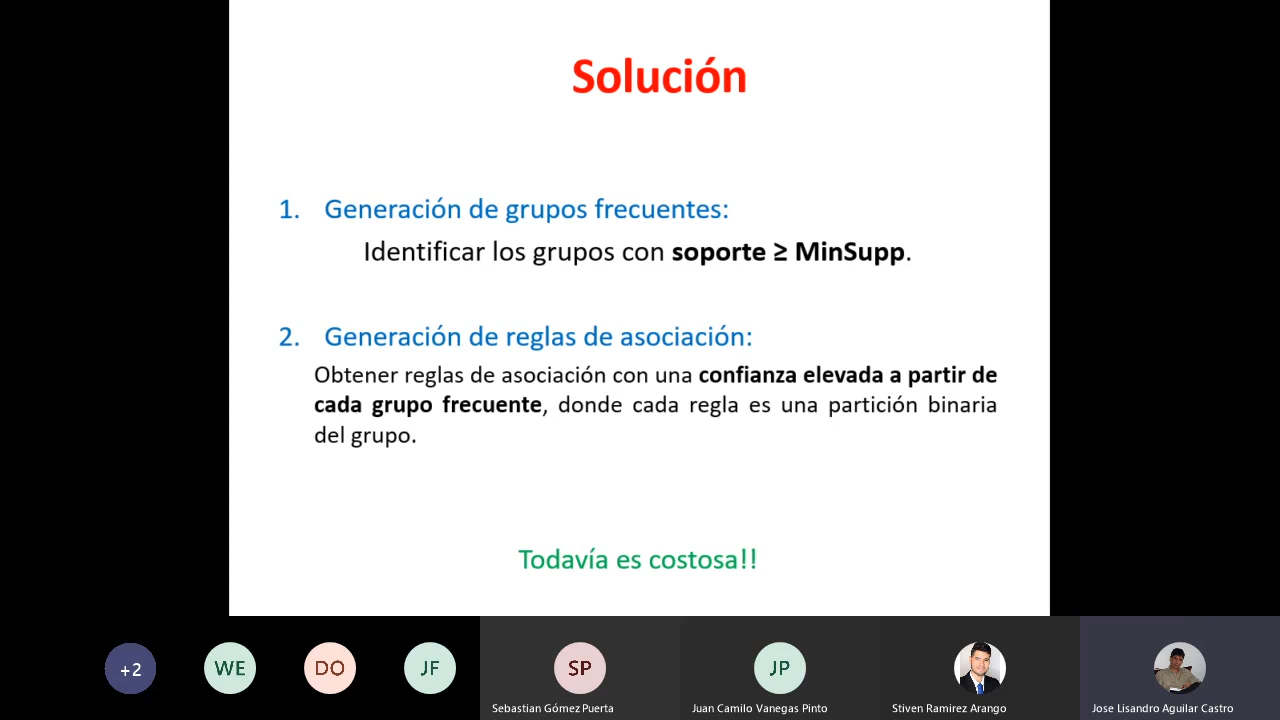 Solución
1. Generación de grupos frecuentes:
Identificar los grupos con soporte ≥ MinSupp.
2. Generación de reglas de asociación:
Obtener reglas de asociación con una confianza elevada a partir de
cada grupo frecuente, donde cada regla es una partición binaria
del grupo.
Todavía es costosa!!
+2
WE
DO
JF
SP
JP
Sebastian Gómez Puerta
Juan Camilo Vanegas Pinto
Stiven Ramirez Arango
Jose Lisandro Aguilar Castro